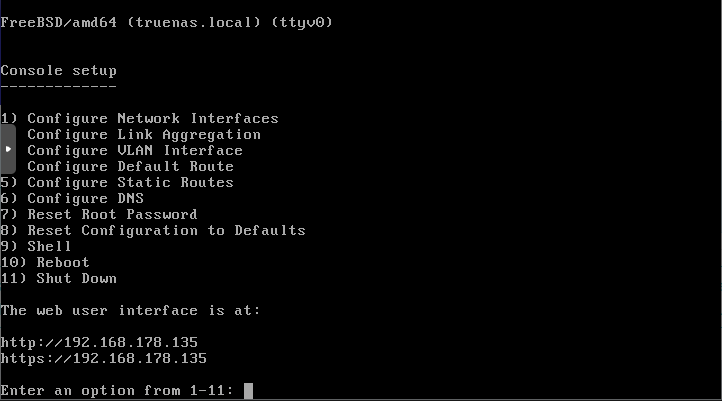 FreeBSD/amd64 (truenas.local) (ttyv0)
Console setup
-------------
1) Configure Network Interfaces
Configure Link Aggregation
Configure VLAN Interface
Configure Default Route
5) Configure Static Routes
6) Configure DNS
7) Reset Root Password
8) Reset Configuration to Defaults
9) Shell
10) Reboot
11) Shut Down
The web user interface is at:
http://192.168.178.135
https://192.168.178.135
Enter an option from 1-11: